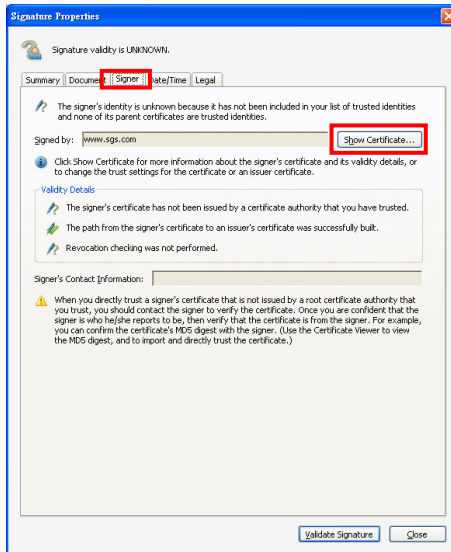 Signature Properties
Signature validity is UNKNOWN.
Summary Document Signer Date/Time Legal
The signer's identity is unknown because it has not been included in your list of trusted identities
and none of its parent certificates are trusted identities.
Signed by: www.sgs.com Show Certificate...
Click Show Certificate for more information about the signer's certificate and its validity details, or
to change the trust settings for the certificate or an issuer certificate.
Validity Details
The signer's certificate has not been issued by a certificate authority that you have trusted.
The path from the signer's certificate to an issuer's certificate was successfully built.
Revocation checking was not performed.
Signer's Contact Information:
When you directly trust a signer's certificate that is not issued by a root certificate authority that
you trust, you should contact the signer to verify the certificate. Once you are confident that the
signer is who he/she reports to be, then verify that the certificate is from the signer. For example,
you can confirm the certificate's MD5 digest with the signer. (Use the Certificate Viewer to view
the MD5 digest, and to import and directly trust the certificate.)
Validate Signature Close